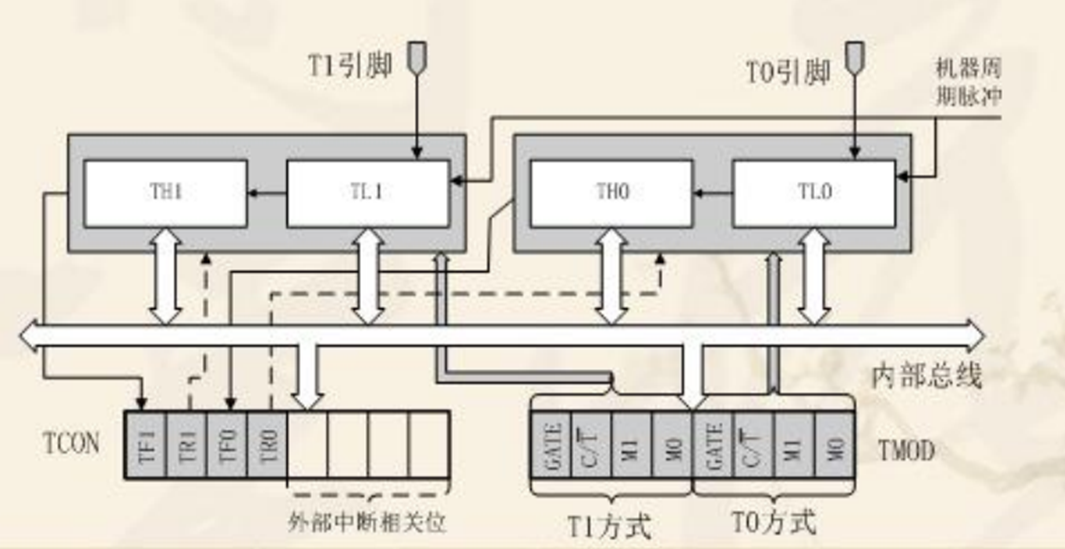 T1引脚
T0引脚
机器周
期脉冲
TH1
TL1
TH0
TL0
内部总线
TCON
TF1
TR1
TF0
TR0
GATE
C/T̅
M1
M0
GATE
C/T̅
M1
M0
TMOD
外部中断相关位
T1方式
T0方式